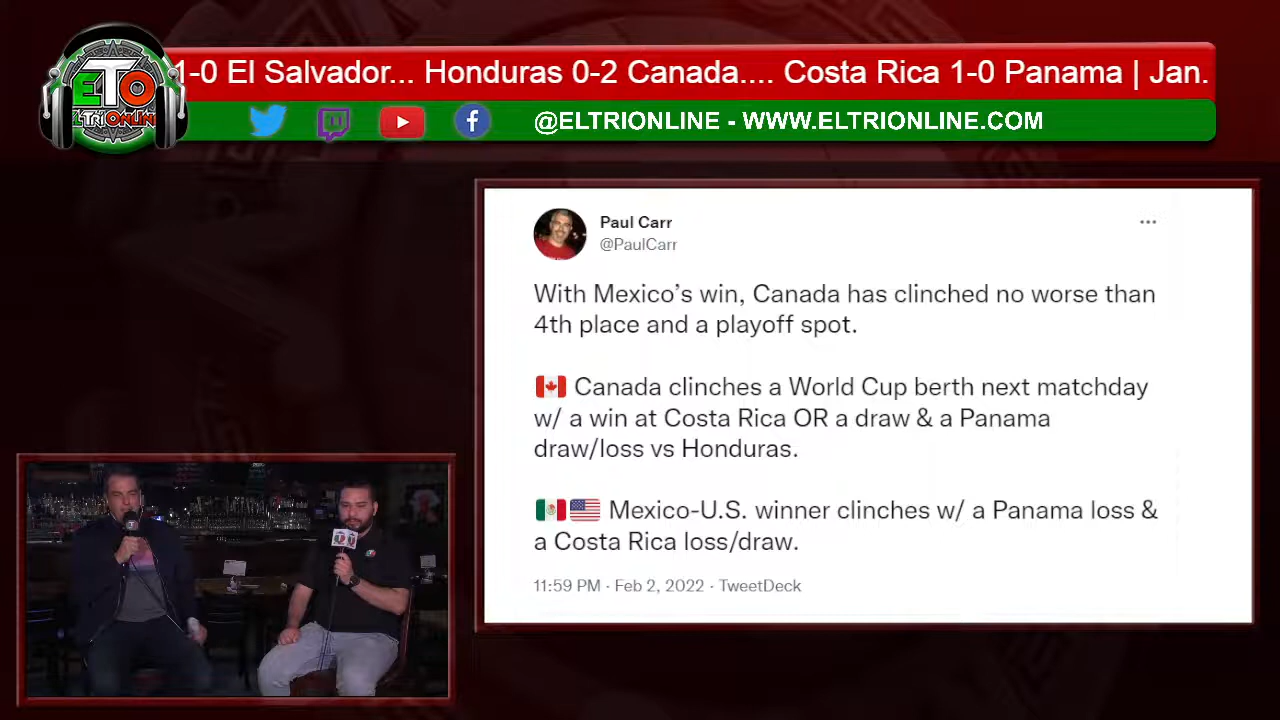 1-0 El Salvador... Honduras 0-2 Canada.... Costa Rica 1-0 Panama | Jan.
ETO
ELTRIONLINE
@ELTRIONLINE - WWW.ELTRIONLINE.COM
Paul Carr
@PaulCarr
With Mexico’s win, Canada has clinched no worse than
4th place and a playoff spot.
🇨🇦 Canada clinches a World Cup berth next matchday
w/ a win at Costa Rica OR a draw & a Panama
draw/loss vs Honduras.
🇲🇽🇺🇸 Mexico-U.S. winner clinches w/ a Panama loss &
a Costa Rica loss/draw.
11:59 PM · Feb 2, 2022 · TweetDeck